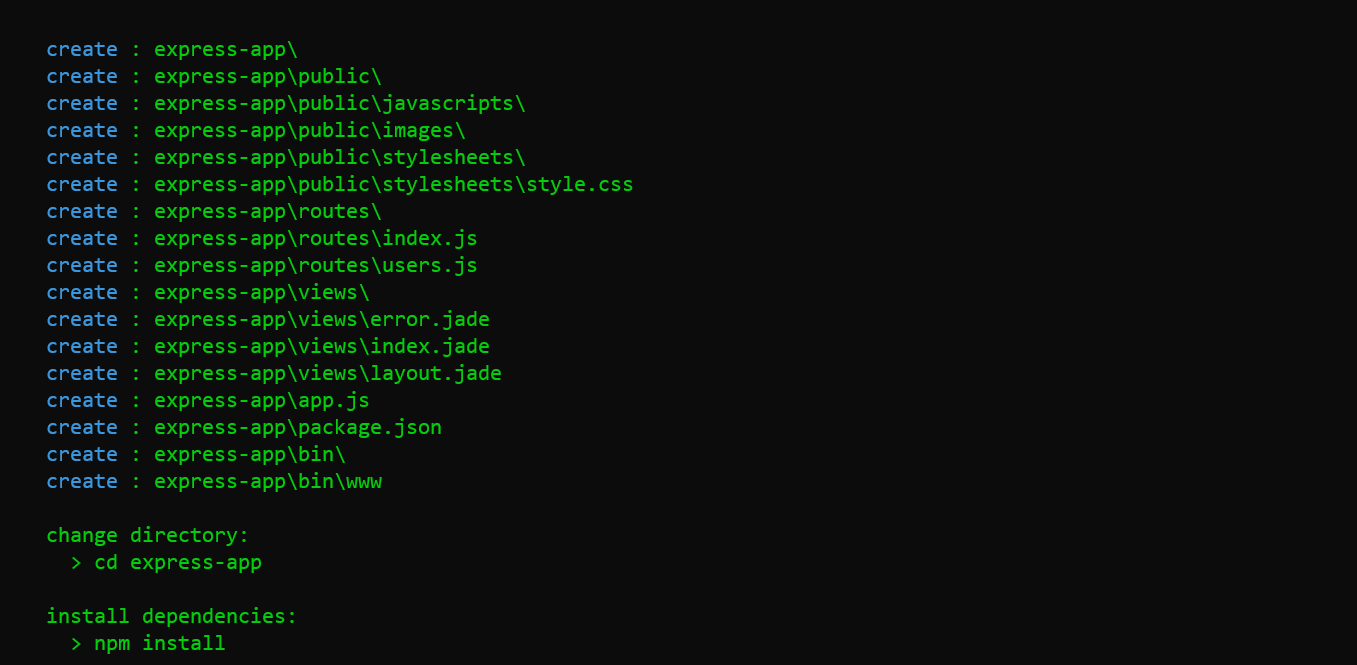 create : express-app\
create : express-app\public\
create : express-app\public\javascripts\
create : express-app\public\images\
create : express-app\public\stylesheets\
create : express-app\public\stylesheets\style.css
create : express-app\routes\
create : express-app\routes\index.js
create : express-app\routes\users.js
create : express-app\views\
create : express-app\views\error.jade
create : express-app\views\index.jade
create : express-app\views\layout.jade
create : express-app\app.js
create : express-app\package.json
create : express-app\bin\
create : express-app\bin\www
change directory:
> cd express-app
install dependencies:
> npm install